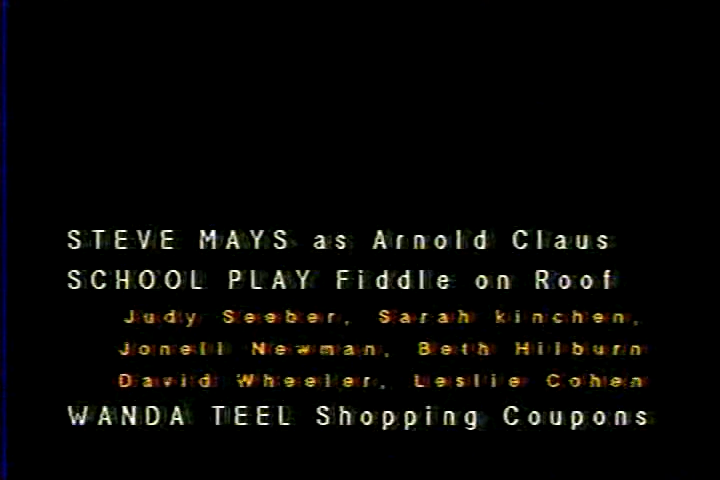 STEVE MAYS as Arnold Claus
SCHOOL PLAY Fiddle on Roof
Judy Seeber, Sarah kinchen,
Jonell Newman, Beth Hilburn
David Wheeler, Leslie Cohen
WANDA TEEL Shopping Coupons